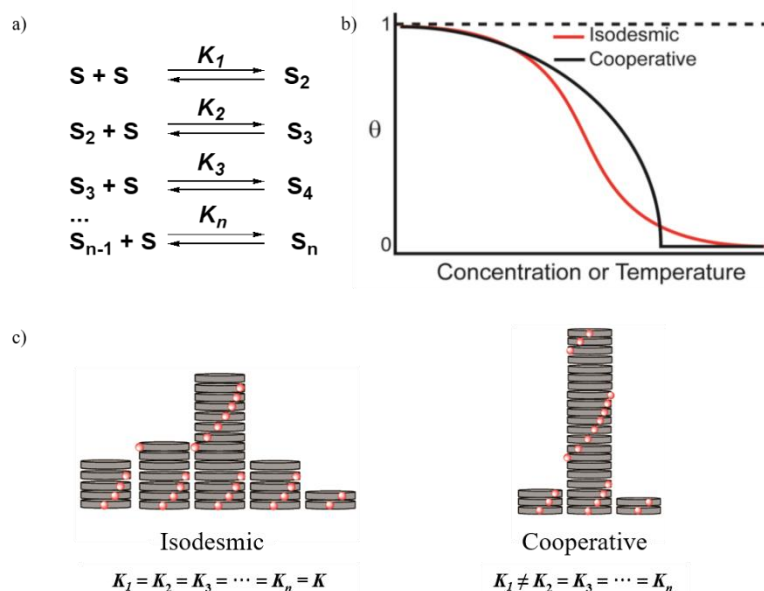 a)
S + S K1 S2
S2 + S K2 S3
S3 + S K3 S4
...
Sn-1 + S Kn Sn
b)
1
θ
0
Isodesmic
Cooperative
Concentration or Temperature
c)
Isodesmic
Cooperative
K1 = K2 = K3 = ⋯ = Kn = K
K1 ≠ K2 = K3 = ⋯ = Kn